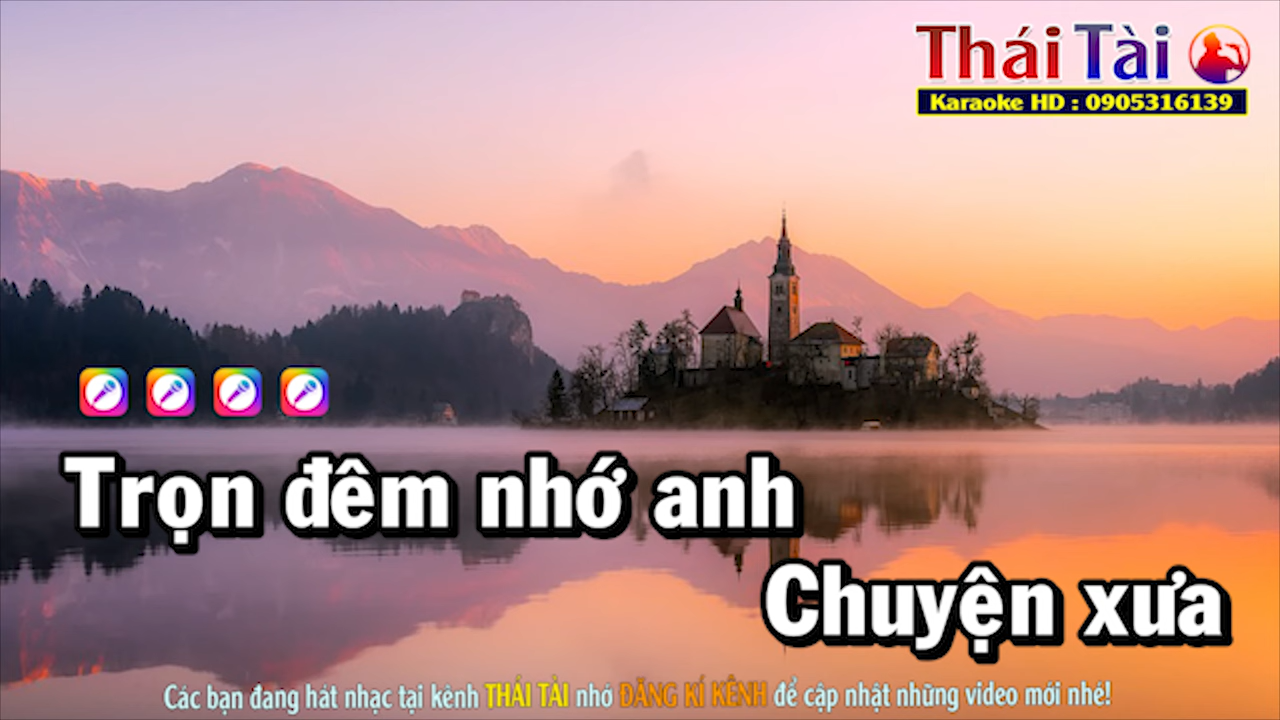 Thái Tài
Karaoke HD : 0905316139
Trọn đêm nhớ anh
Chuyện xưa
Các bạn đang hát nhạc tại kênh THÁI TÀI nhớ ĐĂNG KÍ KÊNH để cập nhật những video mới nhé!